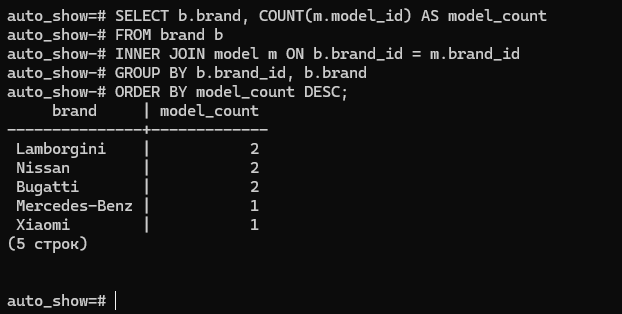 auto_show=# SELECT b.brand, COUNT(m.model_id) AS model_count
auto_show-# FROM brand b
auto_show-# INNER JOIN model m ON b.brand_id = m.brand_id
auto_show-# GROUP BY b.brand_id, b.brand
auto_show-# ORDER BY model_count DESC;
     brand     | model_count
---------------+-------------
 Lamborgini    |           2
 Nissan        |           2
 Bugatti       |           2
 Mercedes-Benz |           1
 Xiaomi        |           1
(5 строк)
auto_show=#